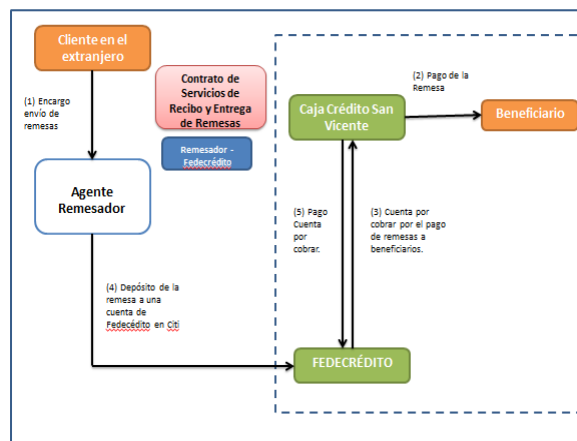 Cliente en el
extranjero
(1) Encargo
envío de
remesas
Contrato de
Servicios de
Recibo y Entrega
de Remesas
Remesador -
Fedecrédito
Agente
Remesador
(4) Depósito de la
remesa a una
cuenta de
Fedecédito en Citi
Caja Crédito San
Vicente
(2) Pago de la
Remesa
Beneficiario
(5) Pago
Cuenta
por
cobrar.
(3) Cuenta por
cobrar por el pago
de remesas a
beneficiarios.
FEDECRÉDITO